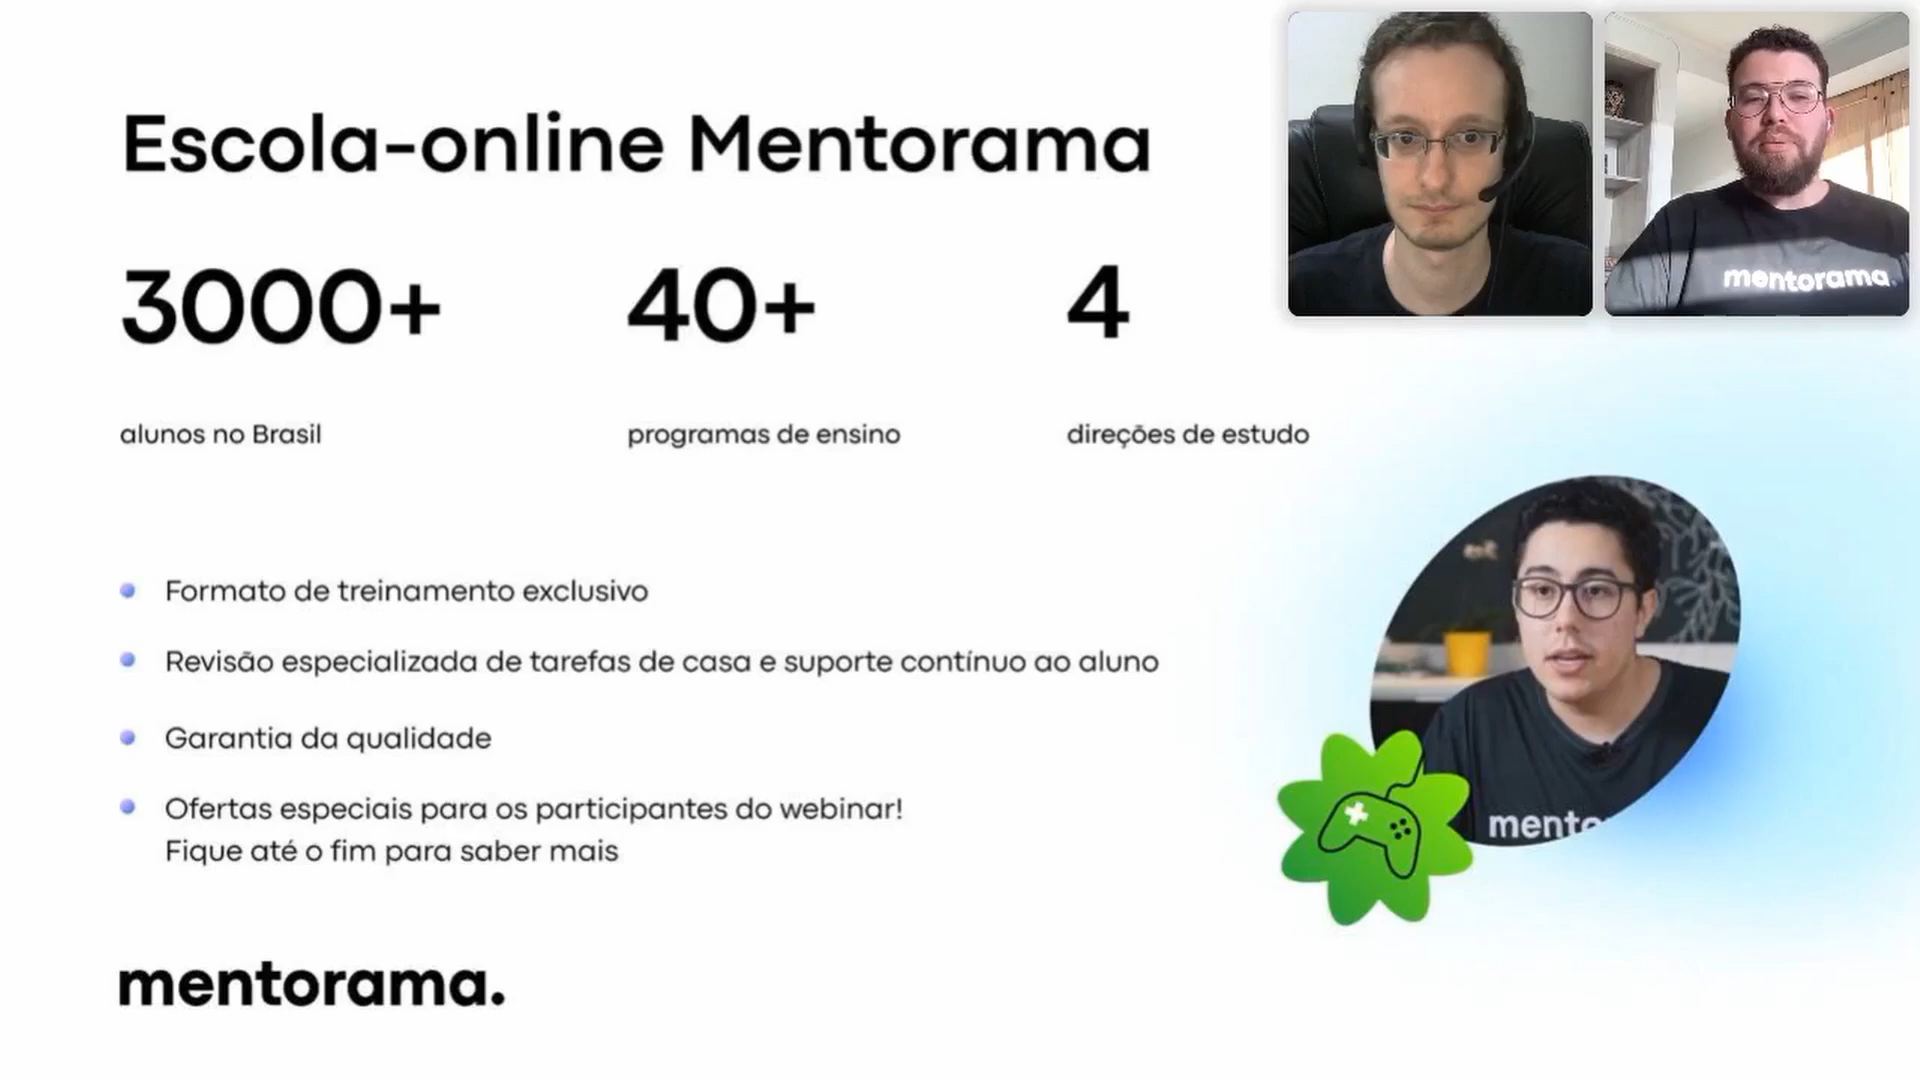 Escola-online Mentorama
3000+
40+
4
alunos no Brasil
programas de ensino
direções de estudo
Formato de treinamento exclusivo
Revisão especializada de tarefas de casa e suporte contínuo ao aluno
Garantia da qualidade
Ofertas especiais para os participantes do webinar!
Fique até o fim para saber mais
mentorama.
mentorama.
mento